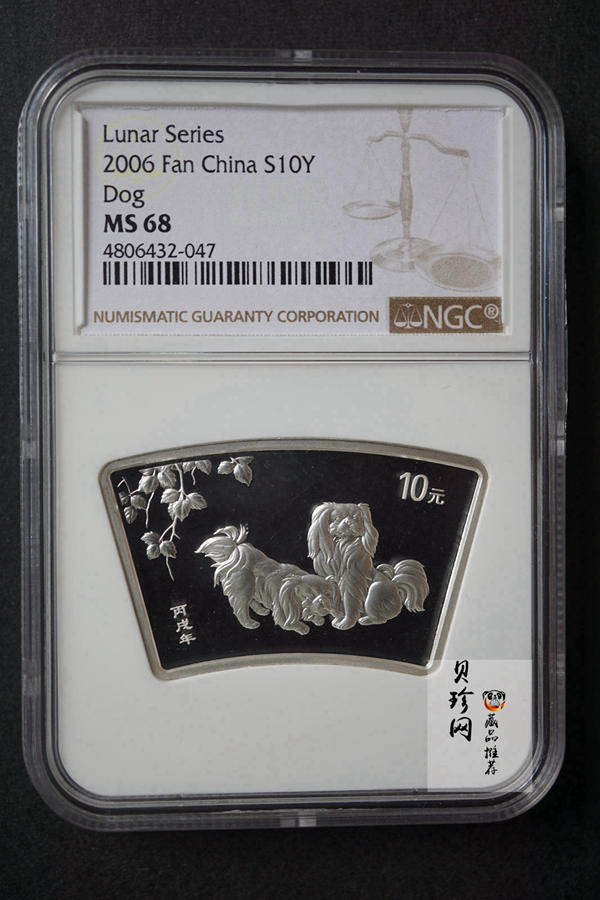 Lunar Series
2006 Fan China S10Y
Dog
MS 68
4806432-047
NUMISMATIC GUARANTY CORPORATION
NGC®
10元
丙戌年
贝珍网
藏品推荐